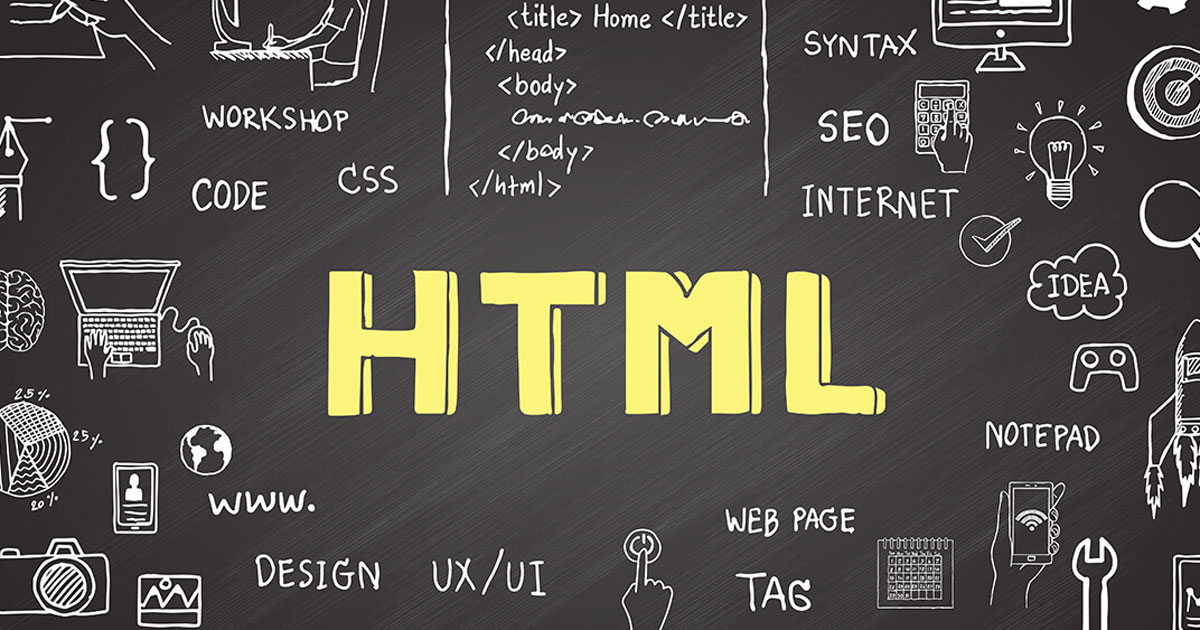 <title> Home </title>
</head>
<body>
</body>
</html>
SYNTAX
WORKSHOP
SEO
CODE
CSS
INTERNET
HTML
IDEA
25%
25%
20%
NOTEPAD
WWW.
WEB PAGE
DESIGN
UX/UI
TAG